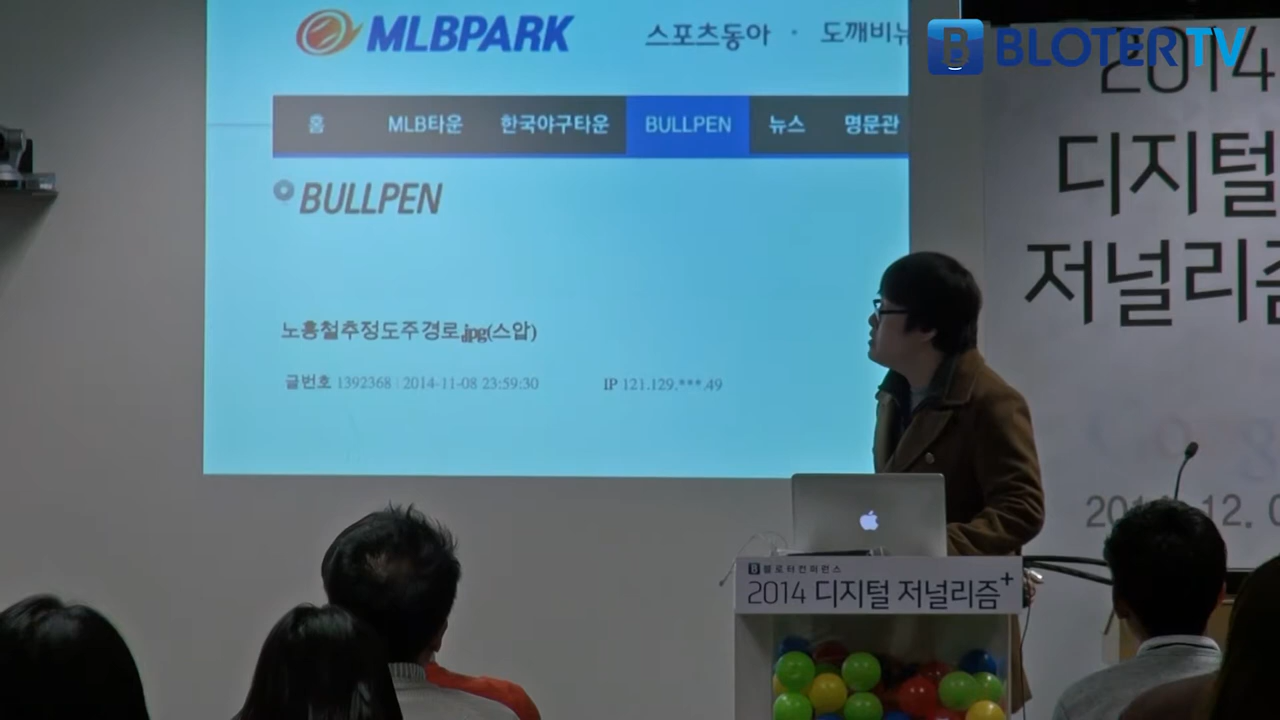 MLBPARK 스포츠동아 · 도깨비뉴
BLOTERTV
홈 MLB타운 한국야구타운 BULLPEN 뉴스 명문관
BULLPEN
노홍철추정도주경로.jpg(스압)
글번호 1392368 | 2014-11-08 23:59:30 IP 121.129.***.49
2014
디지털
저널리즘
12. 0
B 블로터컨퍼런스
2014 디지털 저널리즘+